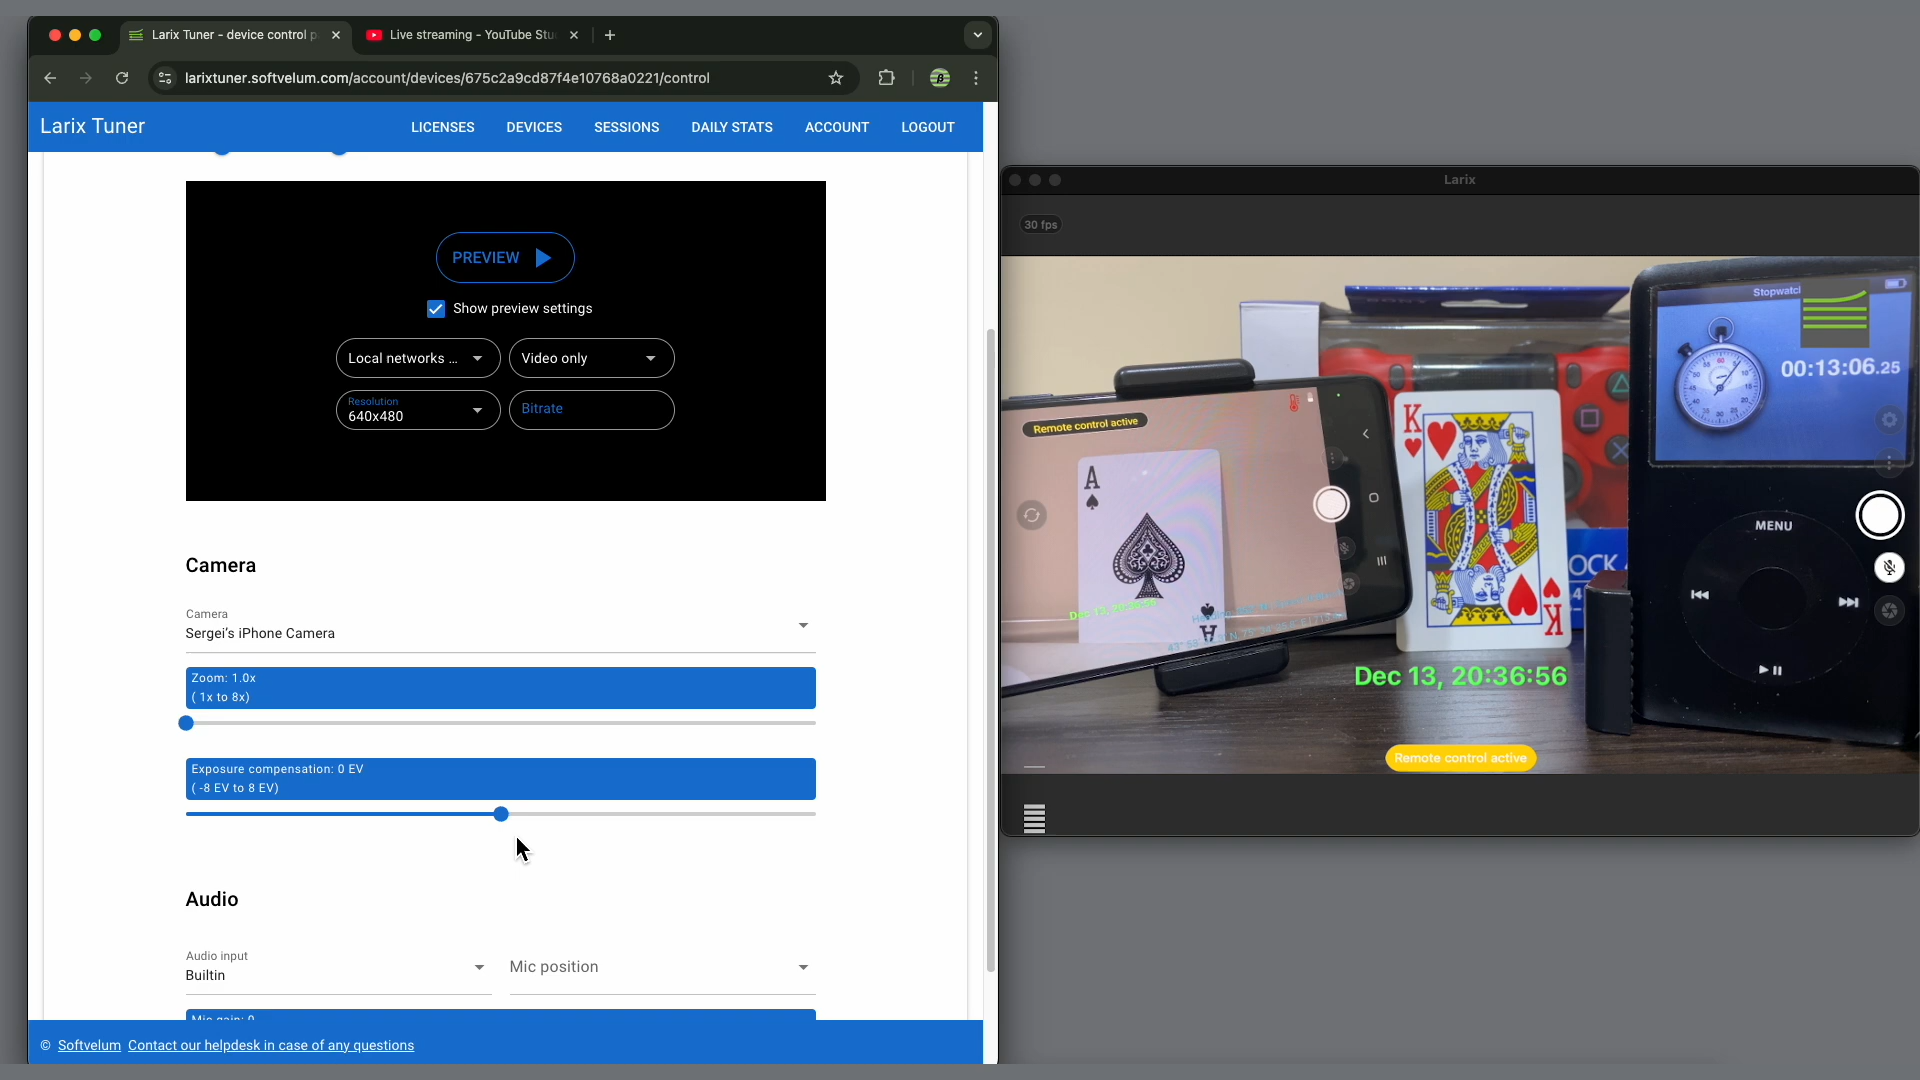 Larix Tuner - device control p
Live streaming - YouTube Stu
larixtuner.softvelum.com/account/devices/675c2a9cd87f4e10768a0221/control
Larix Tuner
LICENSES
DEVICES
SESSIONS
DAILY STATS
ACCOUNT
LOGOUT
PREVIEW
Show preview settings
Local networks ...
Video only
Resolution
640x480
Bitrate
Camera
Camera
Sergei's iPhone Camera
Zoom: 1.0x
( 1x to 8x)
Exposure compensation: 0 EV
( -8 EV to 8 EV)
Audio
Audio input
Builtin
Mic position
Mic gain: 0
© Softvelum Contact our helpdesk in case of any questions
Larix
30 fps
Stopwatch
00:13:06.25
Remote control active
A
K
MENU
OCK
K
A
Dec 13, 20:36:56
Remote control active